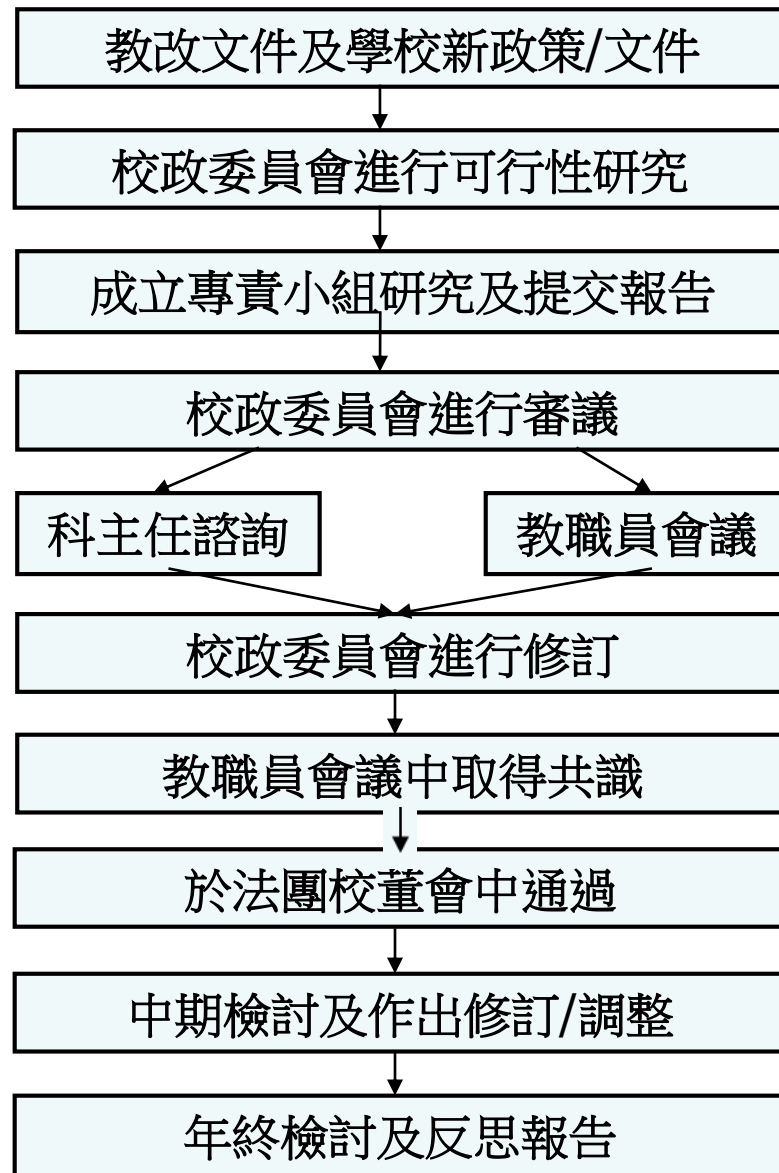 教改文件及學校新政策/文件
校政委員會進行可行性研究
成立專責小組研究及提交報告
校政委員會進行審議
科主任諮詢
教職員會議
校政委員會進行修訂
教職員會議中取得共識
於法團校董會中通過
中期檢討及作出修訂/調整
年終檢討及反思報告